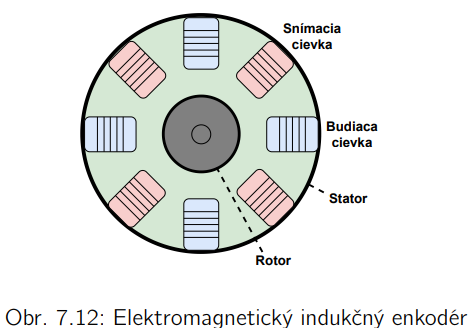 Snímacia
cievka
Budiaca
cievka
Stator
Rotor
Obr. 7.12: Elektromagnetický indukčný enkodér